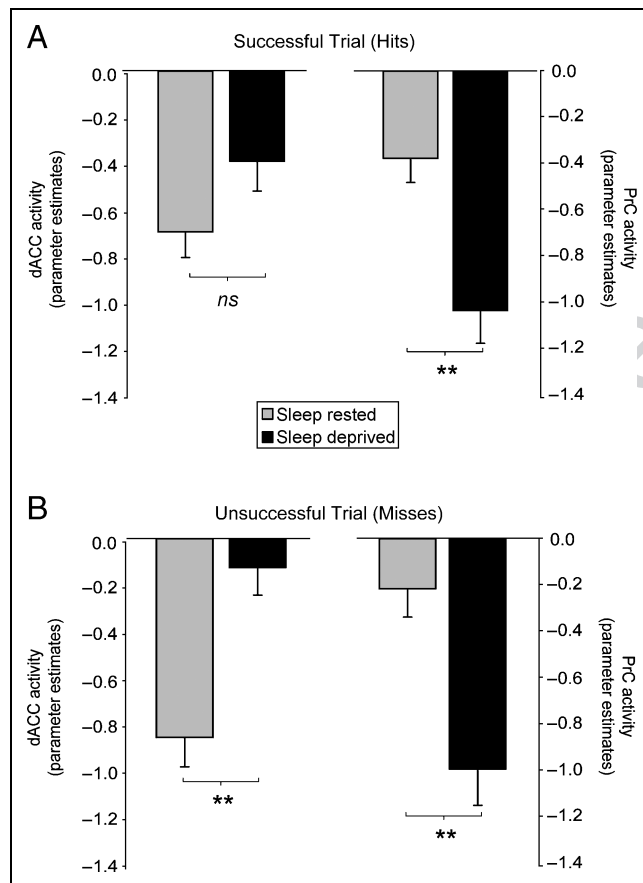 A
Successful Trial (Hits)
0.0
–0.2
–0.4
–0.6
–0.8
–1.0
–1.2
–1.4
dACC activity
(parameter estimates)
ns
0.0
–0.2
–0.4
–0.6
–0.8
–1.0
–1.2
–1.4
PrC activity
(parameter estimates)
**
Sleep rested
Sleep deprived
B
Unsuccessful Trial (Misses)
0.0
–0.2
–0.4
–0.6
–0.8
–1.0
–1.2
–1.4
dACC activity
(parameter estimates)
**
0.0
–0.2
–0.4
–0.6
–0.8
–1.0
–1.2
–1.4
PrC activity
(parameter estimates)
**